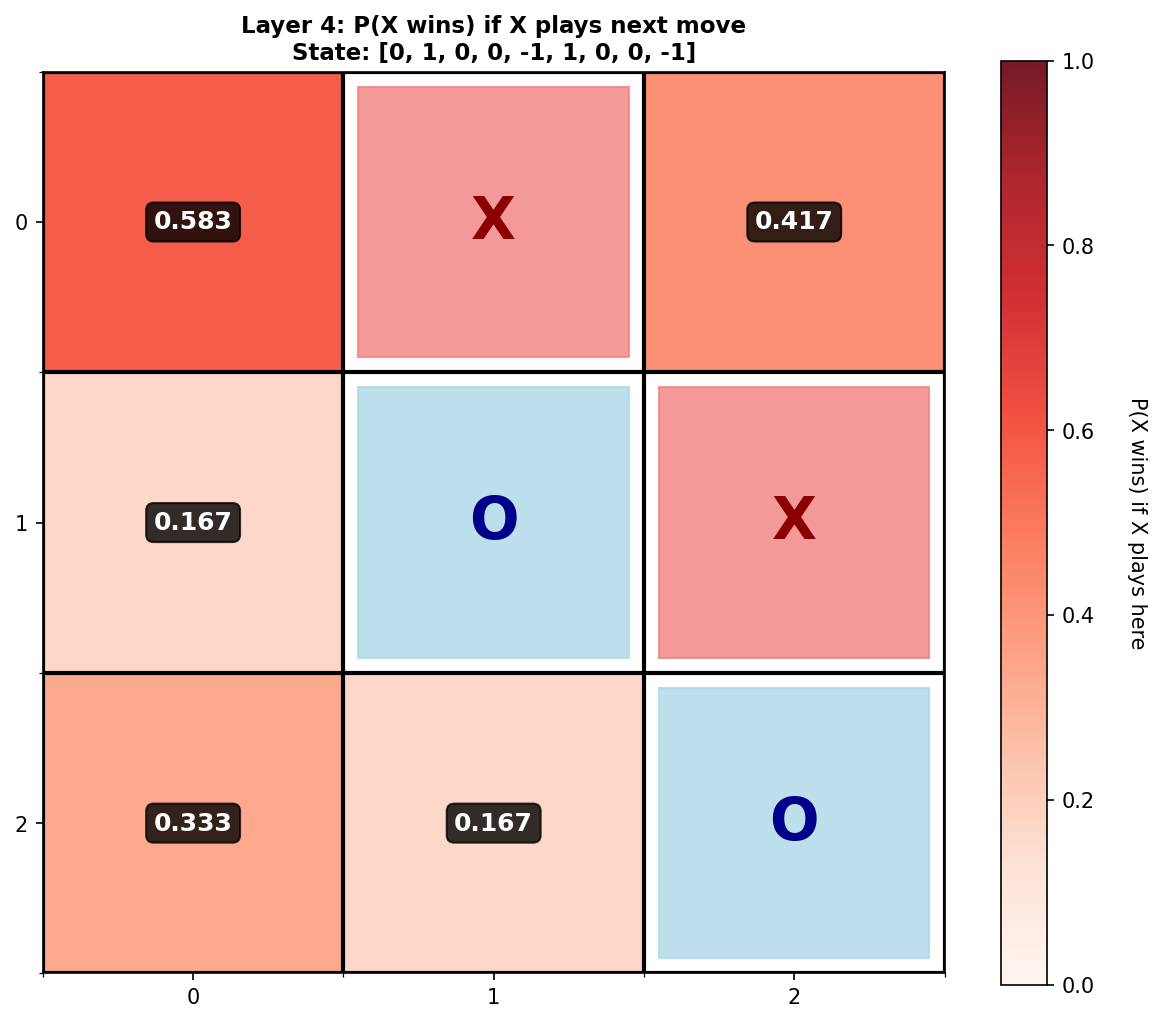 Layer 4: P(X wins) if X plays next move
State: [0, 1, 0, 0, -1, 1, 0, 0, -1]
0.583 X 0.417
0.167 O X
0.333 0.167 O
0
1
2
0 1 2
1.0
0.8
0.6
0.4
0.2
0.0
P(X wins) if X plays here